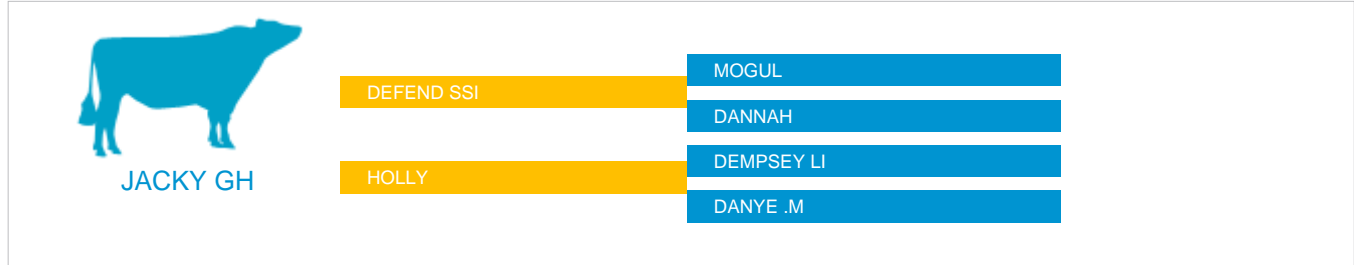 JACKY GH
DEFEND SSI
HOLLY
MOGUL
DANNAH
DEMPSEY LI
DANYE .M